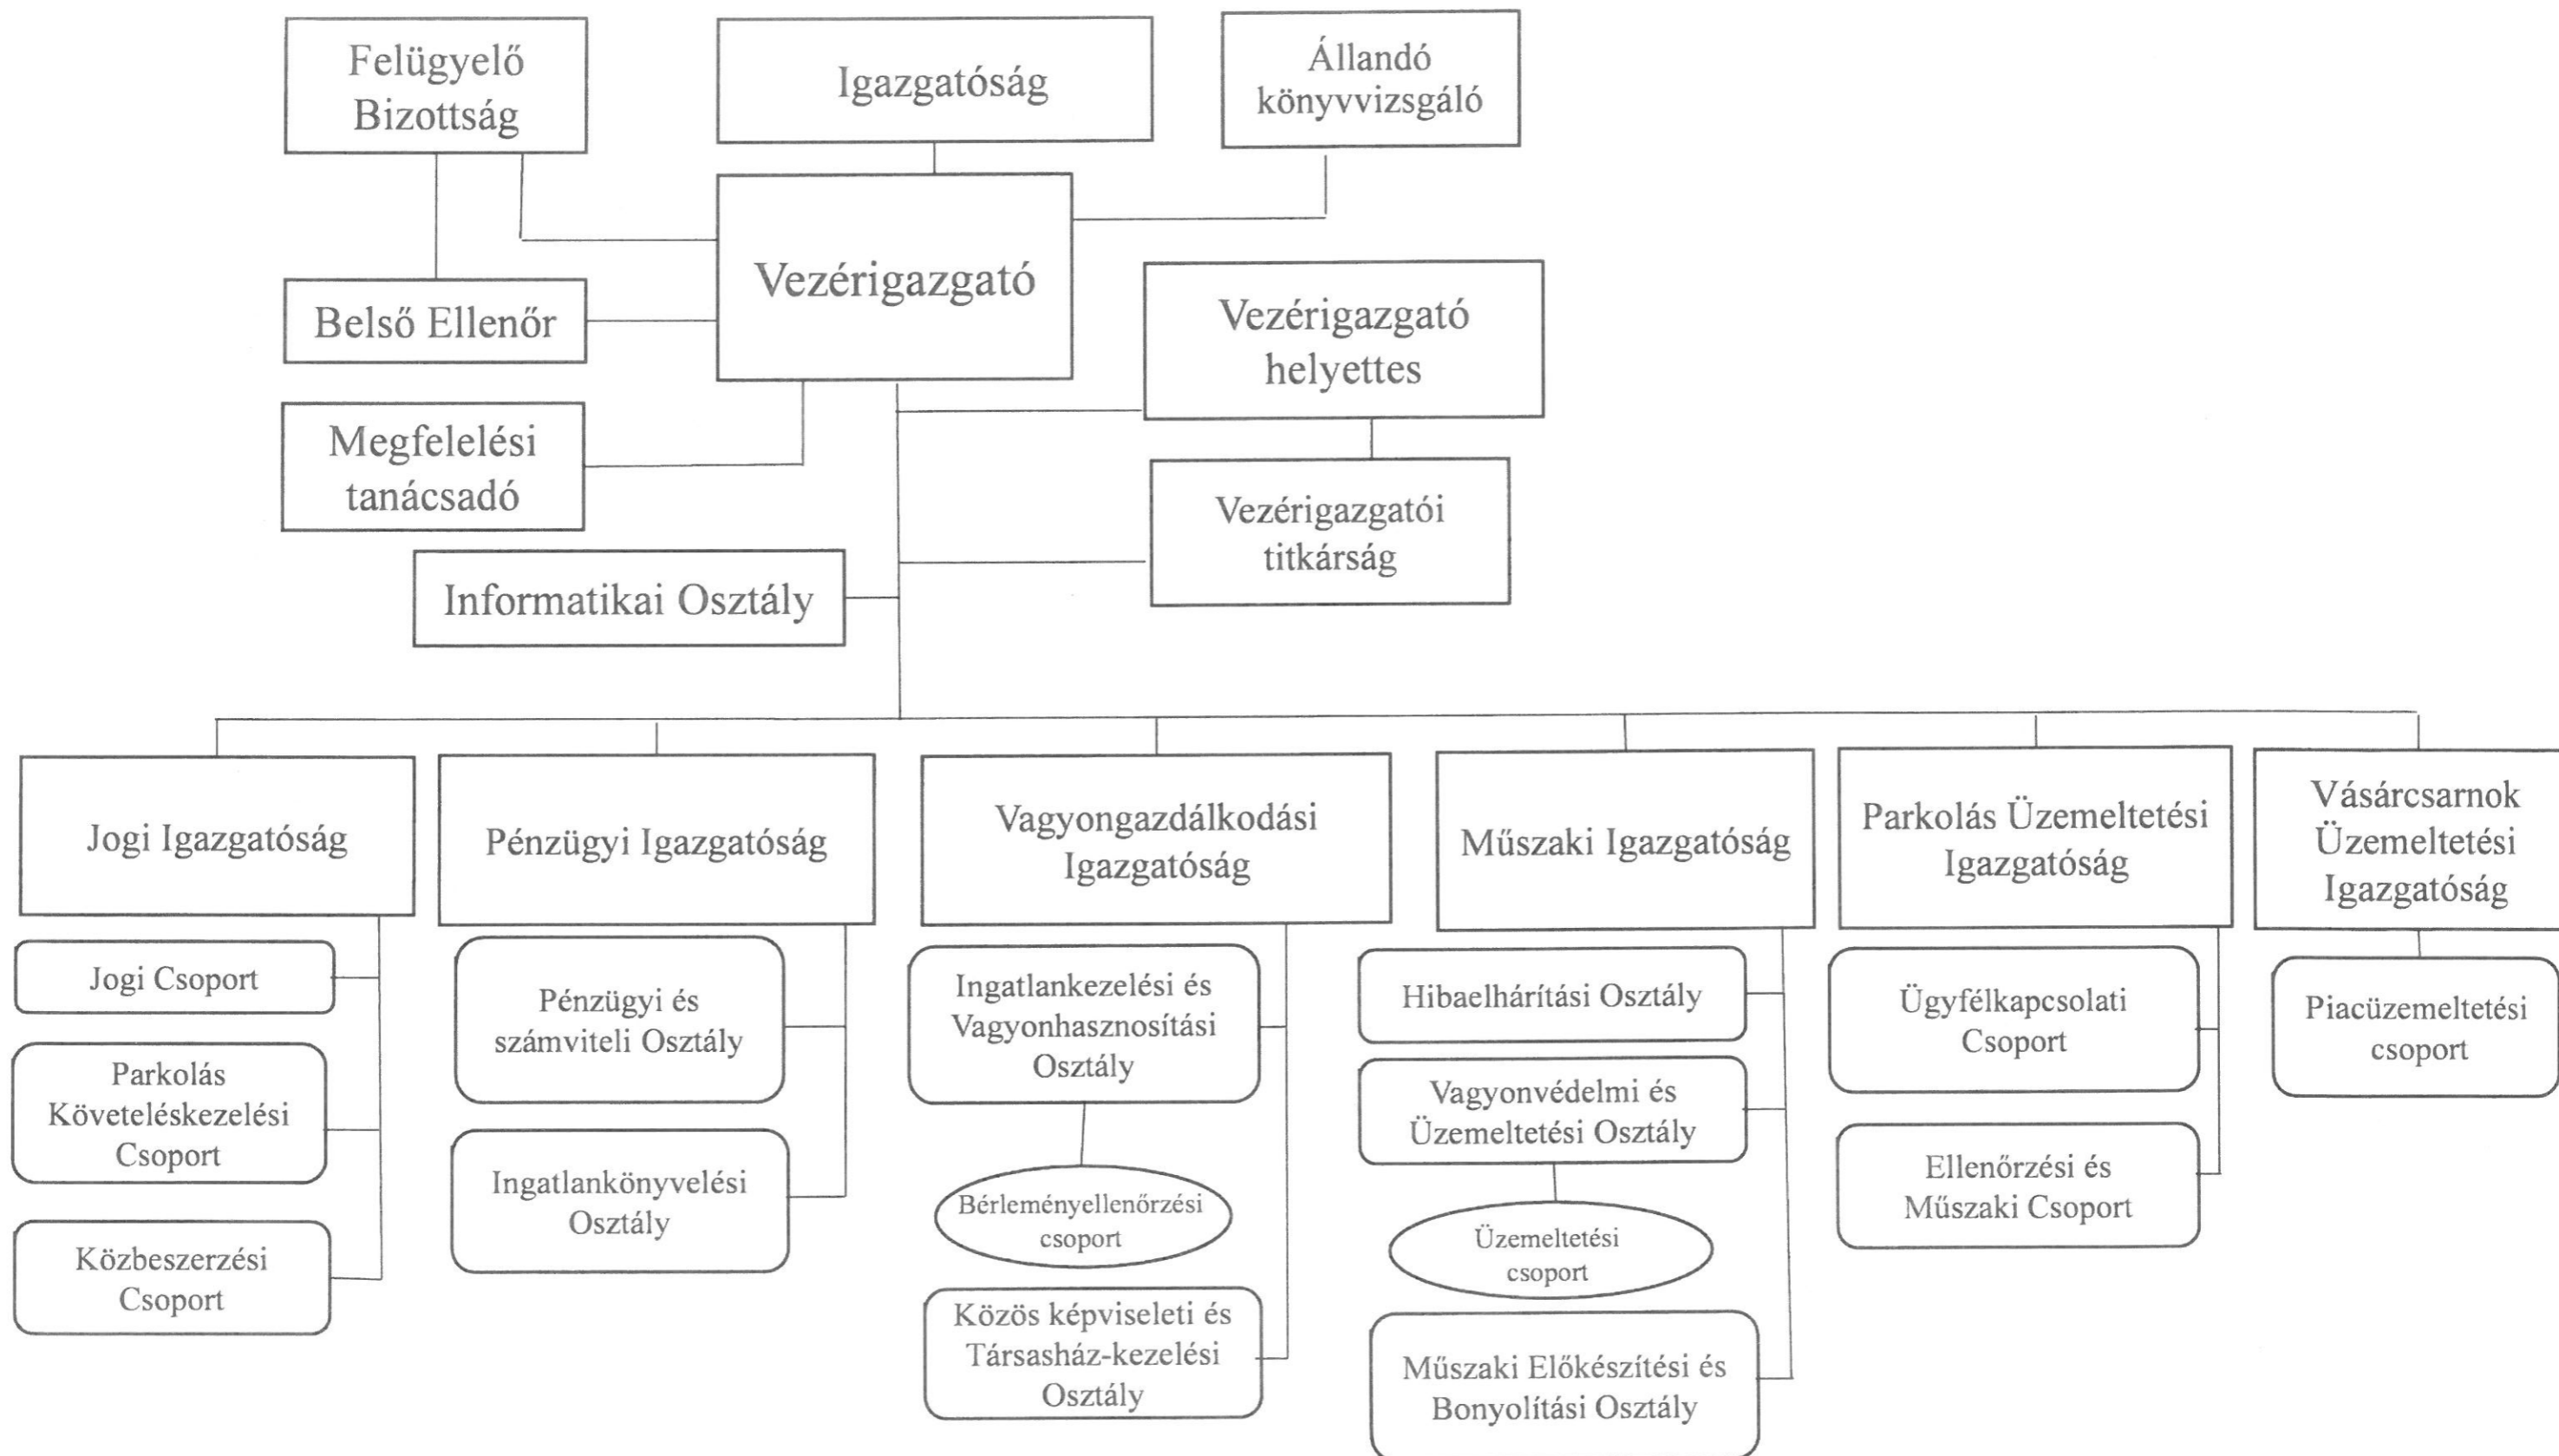 Felügyelő
Bizottság
Igazgatóság
Állandó
könyvvizsgáló
Vezérigazgató
Belső Ellenőr
Vezérigazgató
helyettes
Megfelelési
tanácsadó
Vezérigazgatói
titkárság
Informatikai Osztály
Jogi Igazgatóság
Jogi Csoport
Parkolás
Követeléskezelési
Csoport
Közbeszerzési
Csoport
Pénzügyi Igazgatóság
Pénzügyi és
számviteli Osztály
Ingatlankönyvelési
Osztály
Vagyongazdálkodási
Igazgatóság
Ingatlankezelési és
Vagyonhasznosítási
Osztály
Bérleményellenőrzési
csoport
Közös képviseleti és
Társasház-kezelési
Osztály
Műszaki Igazgatóság
Hibaelhárítási Osztály
Vagyonvédelmi és
Üzemeltetési Osztály
Üzemeltetési
csoport
Műszaki Előkészítési és
Bonyolítási Osztály
Parkolás Üzemeltetési
Igazgatóság
Ügyfélkapcsolati
Csoport
Ellenőrzési és
Műszaki Csoport
Vásárcsarnok
Üzemeltetési
Igazgatóság
Piacüzemeltetési
csoport